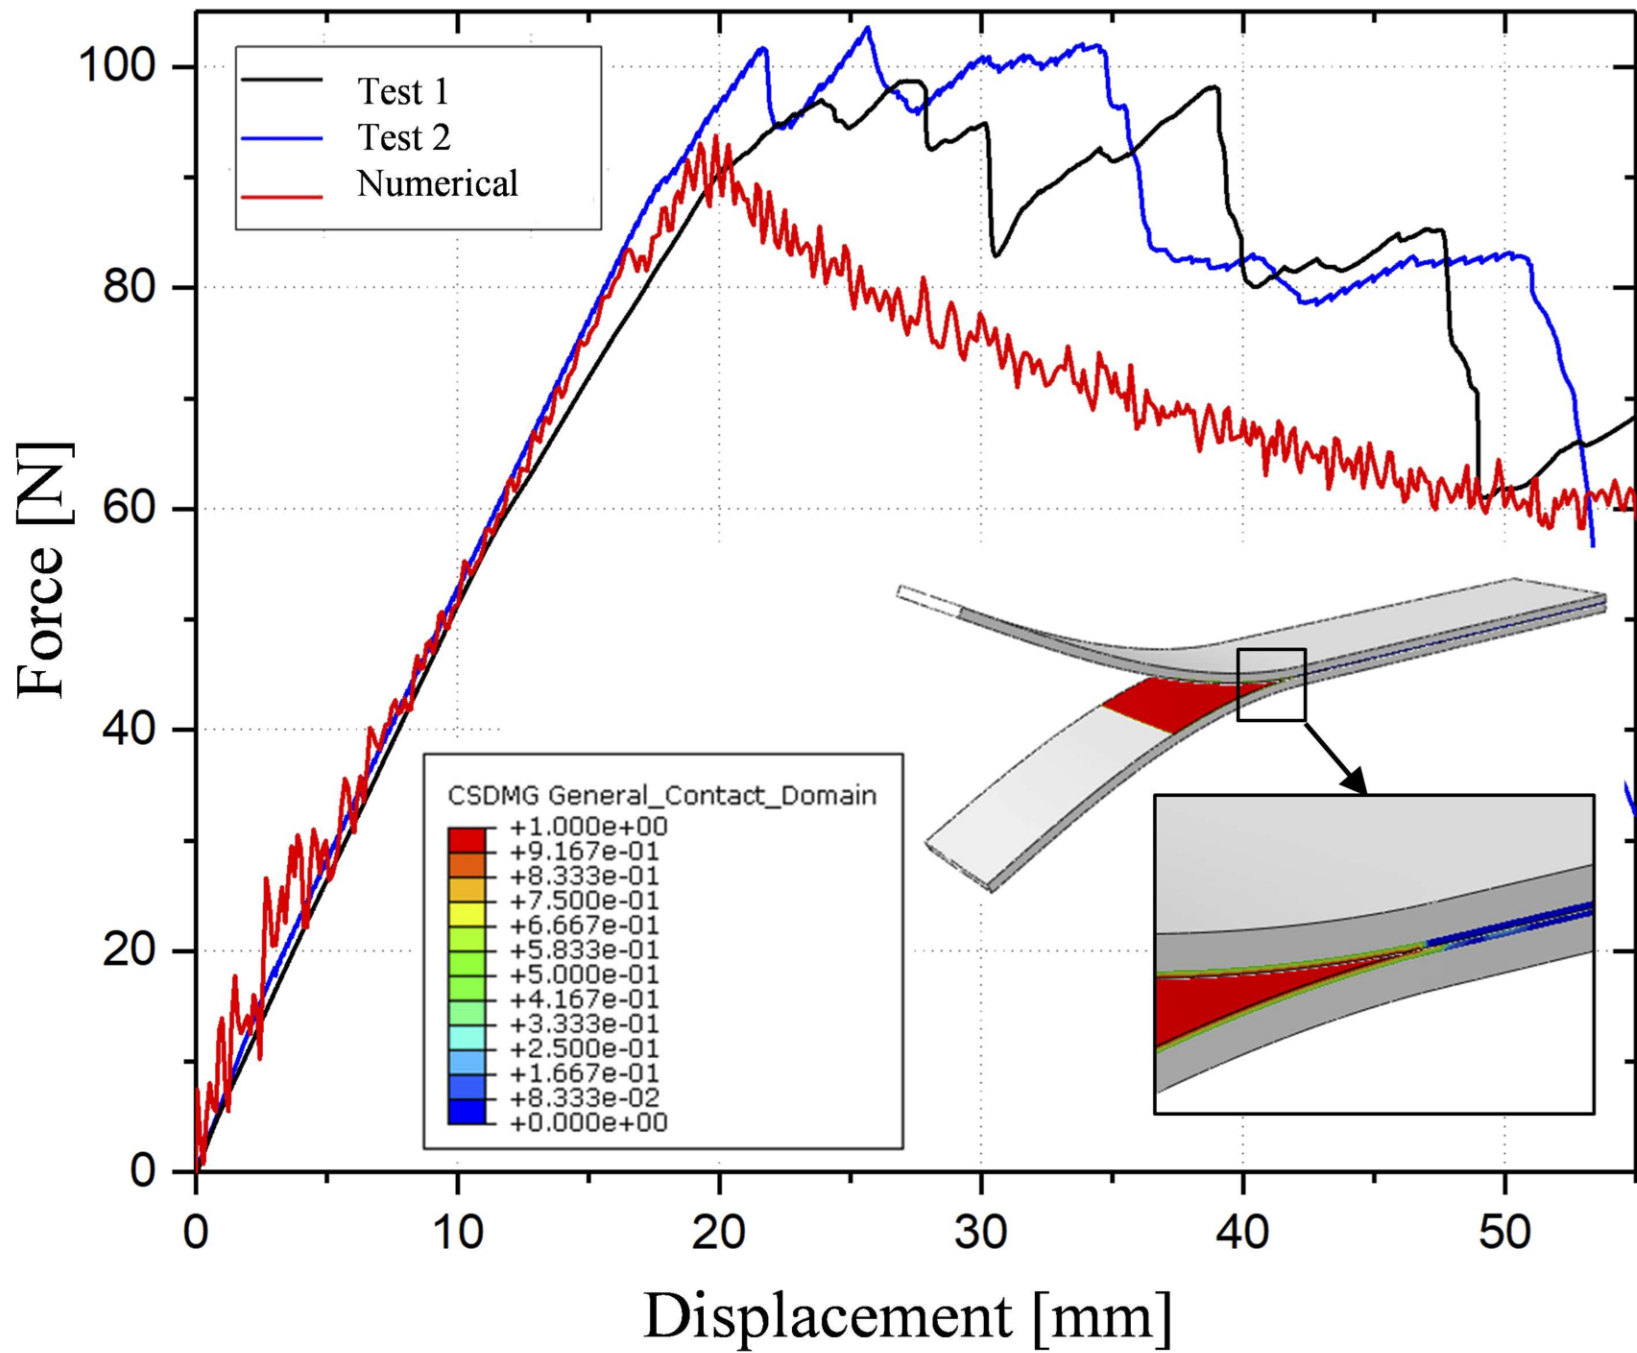 100
80
60
40
20
0
Force [N]
Test 1
Test 2
Numerical
CSDMG General_Contact_Domain
+1.000e+00
+9.167e-01
+8.333e-01
+7.500e-01
+6.667e-01
+5.833e-01
+5.000e-01
+4.167e-01
+3.333e-01
+2.500e-01
+1.667e-01
+8.333e-02
+0.000e+00
0 10 20 30 40 50
Displacement [mm]